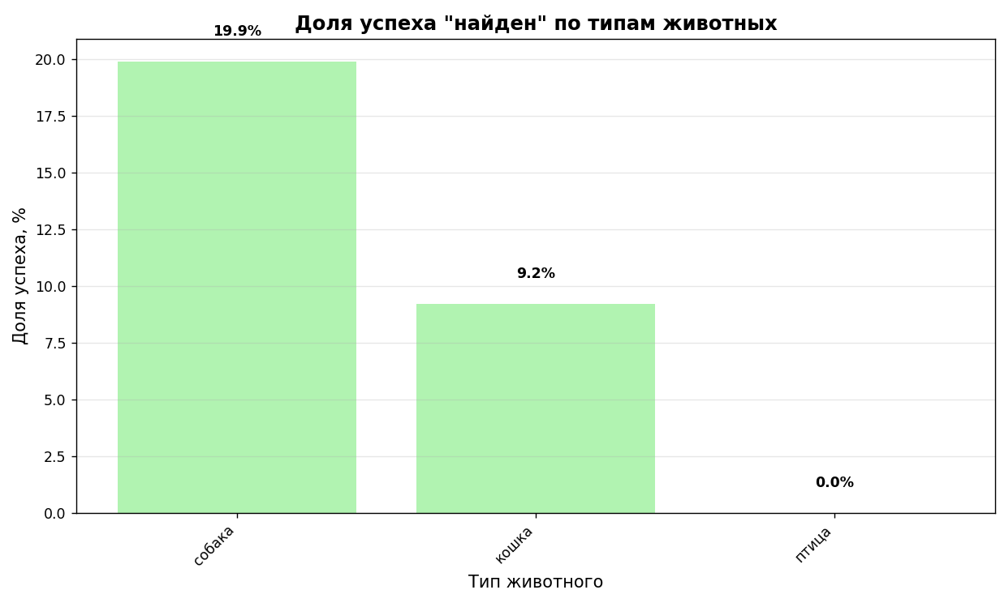 Доля успеха "найден" по типам животных
19.9%
9.2%
0.0%
Доля успеха, %
20.0
17.5
15.0
12.5
10.0
7.5
5.0
2.5
0.0
собака
кошка
птица
Тип животного